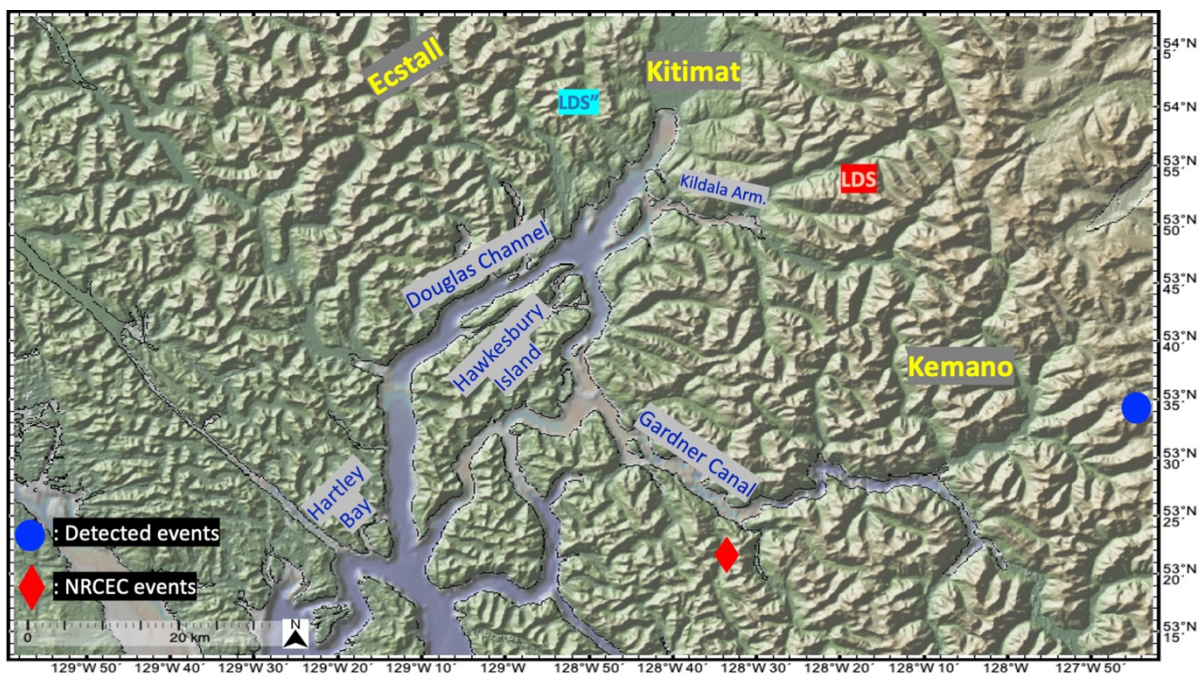 Ecstall
Kitimat
LDS”
LDS
Kildala Arm.
Douglas Channel
Hawkesbury
Island
Kemano
Gardner Canal
Hartley
Bay
: Detected events
: NRCEC events
0
20 km
N
54°N
5'
54°N
53°N
55'
53°N
50'
53°N
45'
53°N
40'
53°N
35'
53°N
30'
53°N
25'
53°N
20'
53°N
15'
129°W 50'
129°W 40'
129°W 30'
129°W 20'
129°W 10'
129°W
128°W 50'
128°W 40'
128°W 30'
128°W 20'
128°W 10'
128°W
127°W 50'